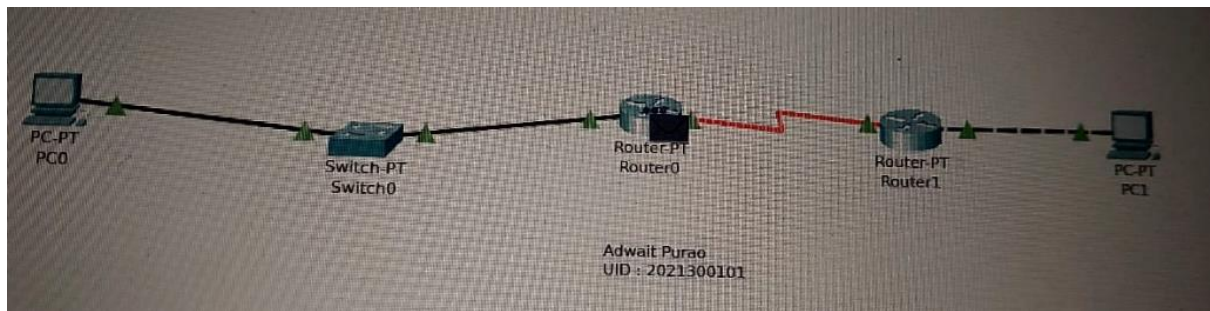 PC-PT
PC0
Switch-PT
Switch0
Router-PT
Router0
Router-PT
Router1
PC-PT
PC1
Adwait Purao
UID : 2021300101